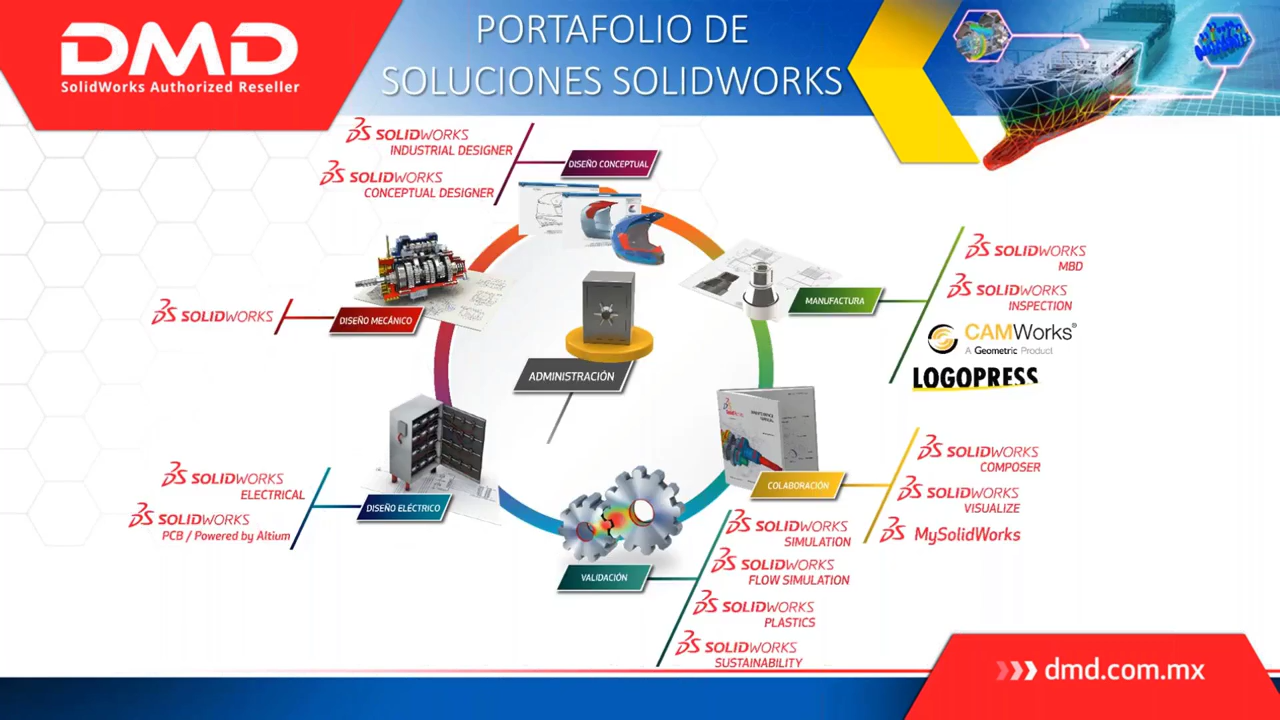 DMD
SolidWorks Authorized Reseller
PORTAFOLIO DE
SOLUCIONES SOLIDWORKS
SOLIDWORKS
INDUSTRIAL DESIGNER
SOLIDWORKS
CONCEPTUAL DESIGNER
DISEÑO CONCEPTUAL
SOLIDWORKS
DISEÑO MECÁNICO
ADMINISTRACIÓN
MANUFACTURA
SOLIDWORKS
MBD
SOLIDWORKS
INSPECTION
CAMWorks®
A Geometric Product
LOGOPRESS
SOLIDWORKS
ELECTRICAL
SOLIDWORKS
PCB / Powered by Altium
DISEÑO ELÉCTRICO
COLABORACIÓN
SOLIDWORKS
COMPOSER
SOLIDWORKS
VISUALIZE
MySolidWorks
VALIDACIÓN
SOLIDWORKS
SIMULATION
SOLIDWORKS
FLOW SIMULATION
SOLIDWORKS
PLASTICS
SOLIDWORKS
SUSTAINABILITY
dmd.com.mx